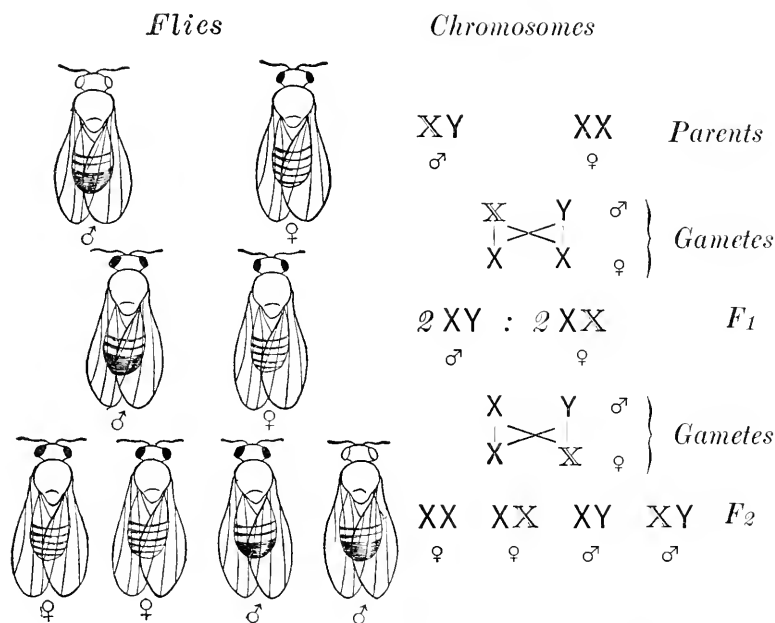 Flies Chromosomes
𝕏Y XX Parents
♂ ♀
♂ ♀
𝕏 Y ♂
X X ♀ Gametes
2 XY : 2 X𝕏 F1
♂ ♀
♂ ♀
X Y ♂
X 𝕏 ♀ Gametes
XX X𝕏 XY 𝕏Y F2
♀ ♀ ♂ ♂
♀ ♀ ♂ ♂